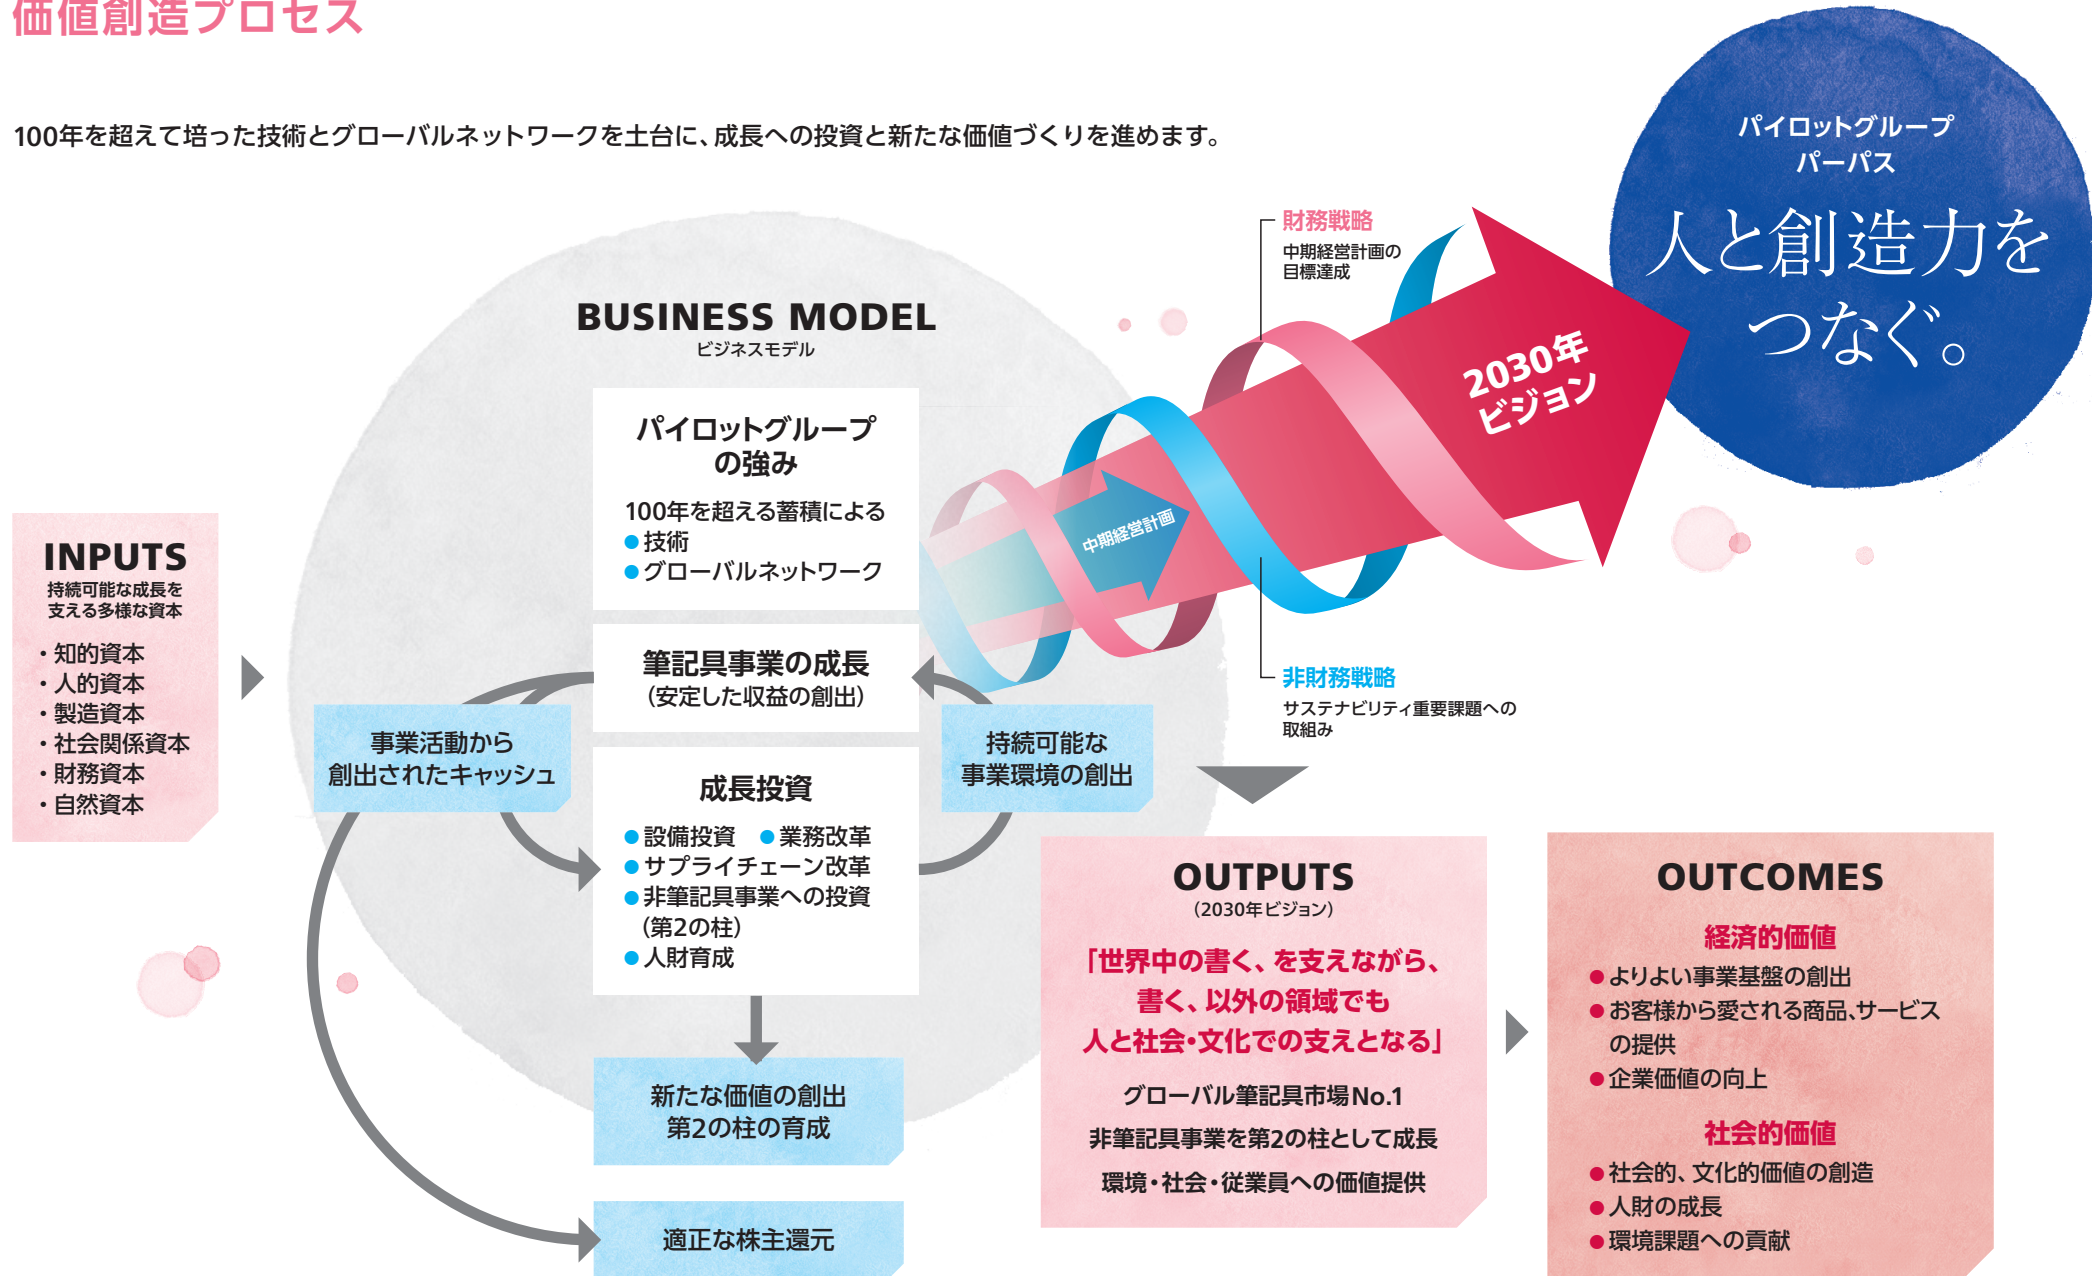 価値創造プロセス
100年を超えて培った技術とグローバルネットワークを土台に、成長への投資と新たな価値づくりを進めます。
パイロットグループ
パーパス
人と創造力を
つなぐ。
財務戦略
中期経営計画の
目標達成
2030年
ビジョン
中期経営計画
非財務戦略
サステナビリティ重要課題への
取組み
BUSINESS MODEL
ビジネスモデル
パイロットグループ
の強み
100年を超える蓄積による
●技術
●グローバルネットワーク
INPUTS
持続可能な成長を
支える多様な資本
・知的資本
・人的資本
・製造資本
・社会関係資本
・財務資本
・自然資本
筆記具事業の成長
（安定した収益の創出）
事業活動から
創出されたキャッシュ
持続可能な
事業環境の創出
成長投資
●設備投資 ●業務改革
●サプライチェーン改革
●非筆記具事業への投資
（第2の柱）
●人財育成
新たな価値の創出
第2の柱の育成
適正な株主還元
OUTPUTS
（2030年ビジョン）
「世界中の書く、を支えながら、
書く、以外の領域でも
人と社会・文化での支えとなる」
グローバル筆記具市場No.1
非筆記具事業を第2の柱として成長
環境・社会・従業員への価値提供
OUTCOMES
経済的価値
●よりよい事業基盤の創出
●お客様から愛される商品、サービス
の提供
●企業価値の向上
社会的価値
●社会的、文化的価値の創造
●人財の成長
●環境課題への貢献